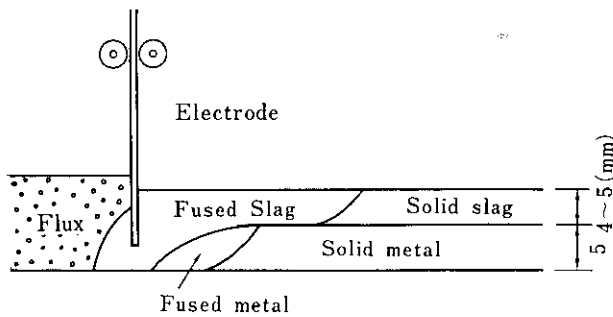 Electrode
Flux
Fused Slag
Solid slag
Solid metal
Fused metal
5 4~5(mm)